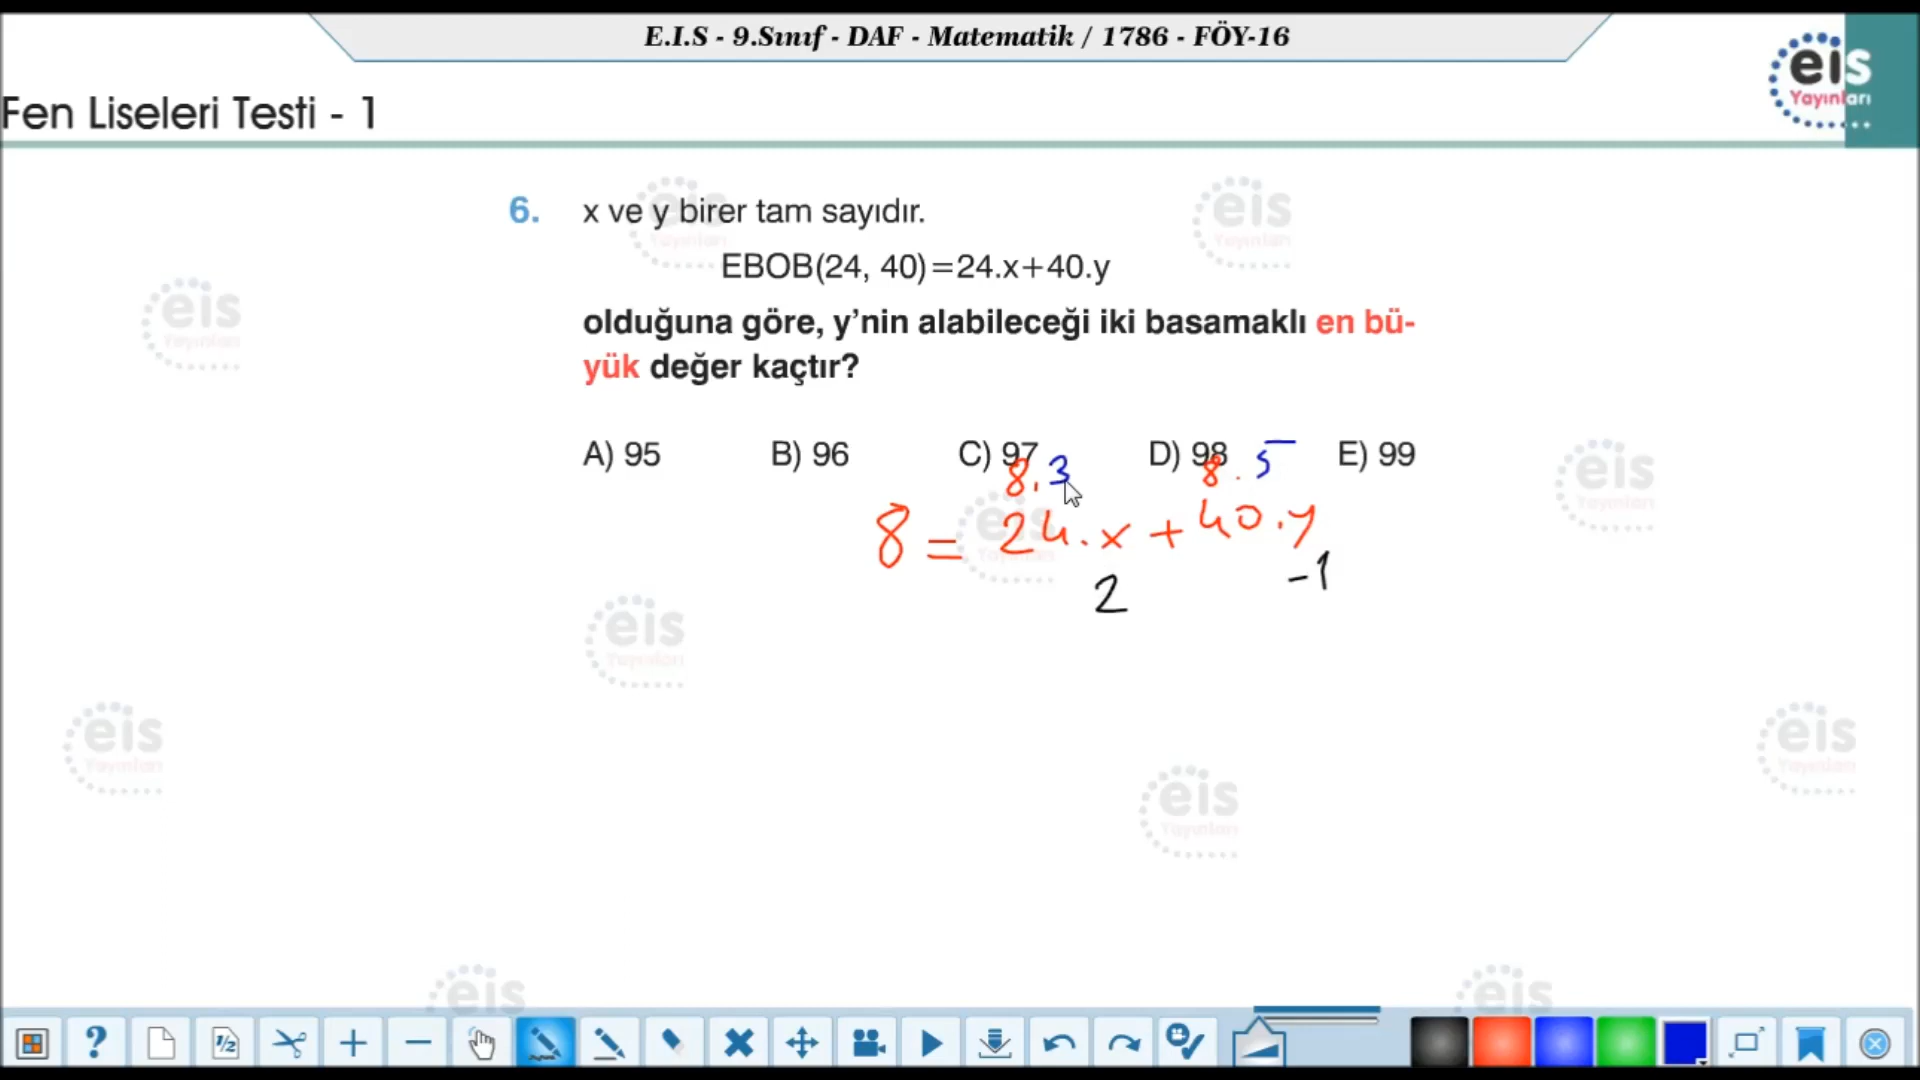 E.I.S - 9.Sınıf - DAF - Matematik / 1786 - FÖY-16
eis
Yayınları
Fen Liseleri Testi - 1
6. x ve y birer tam sayıdır.
EBOB(24, 40)=24.x+40.y
olduğuna göre, y’nin alabileceği iki basamaklı en bü-
yük değer kaçtır?
A) 95 B) 96 C) 97 D) 98 E) 99
8.3 8.5
8 = 24.x + 40.y
2 -1